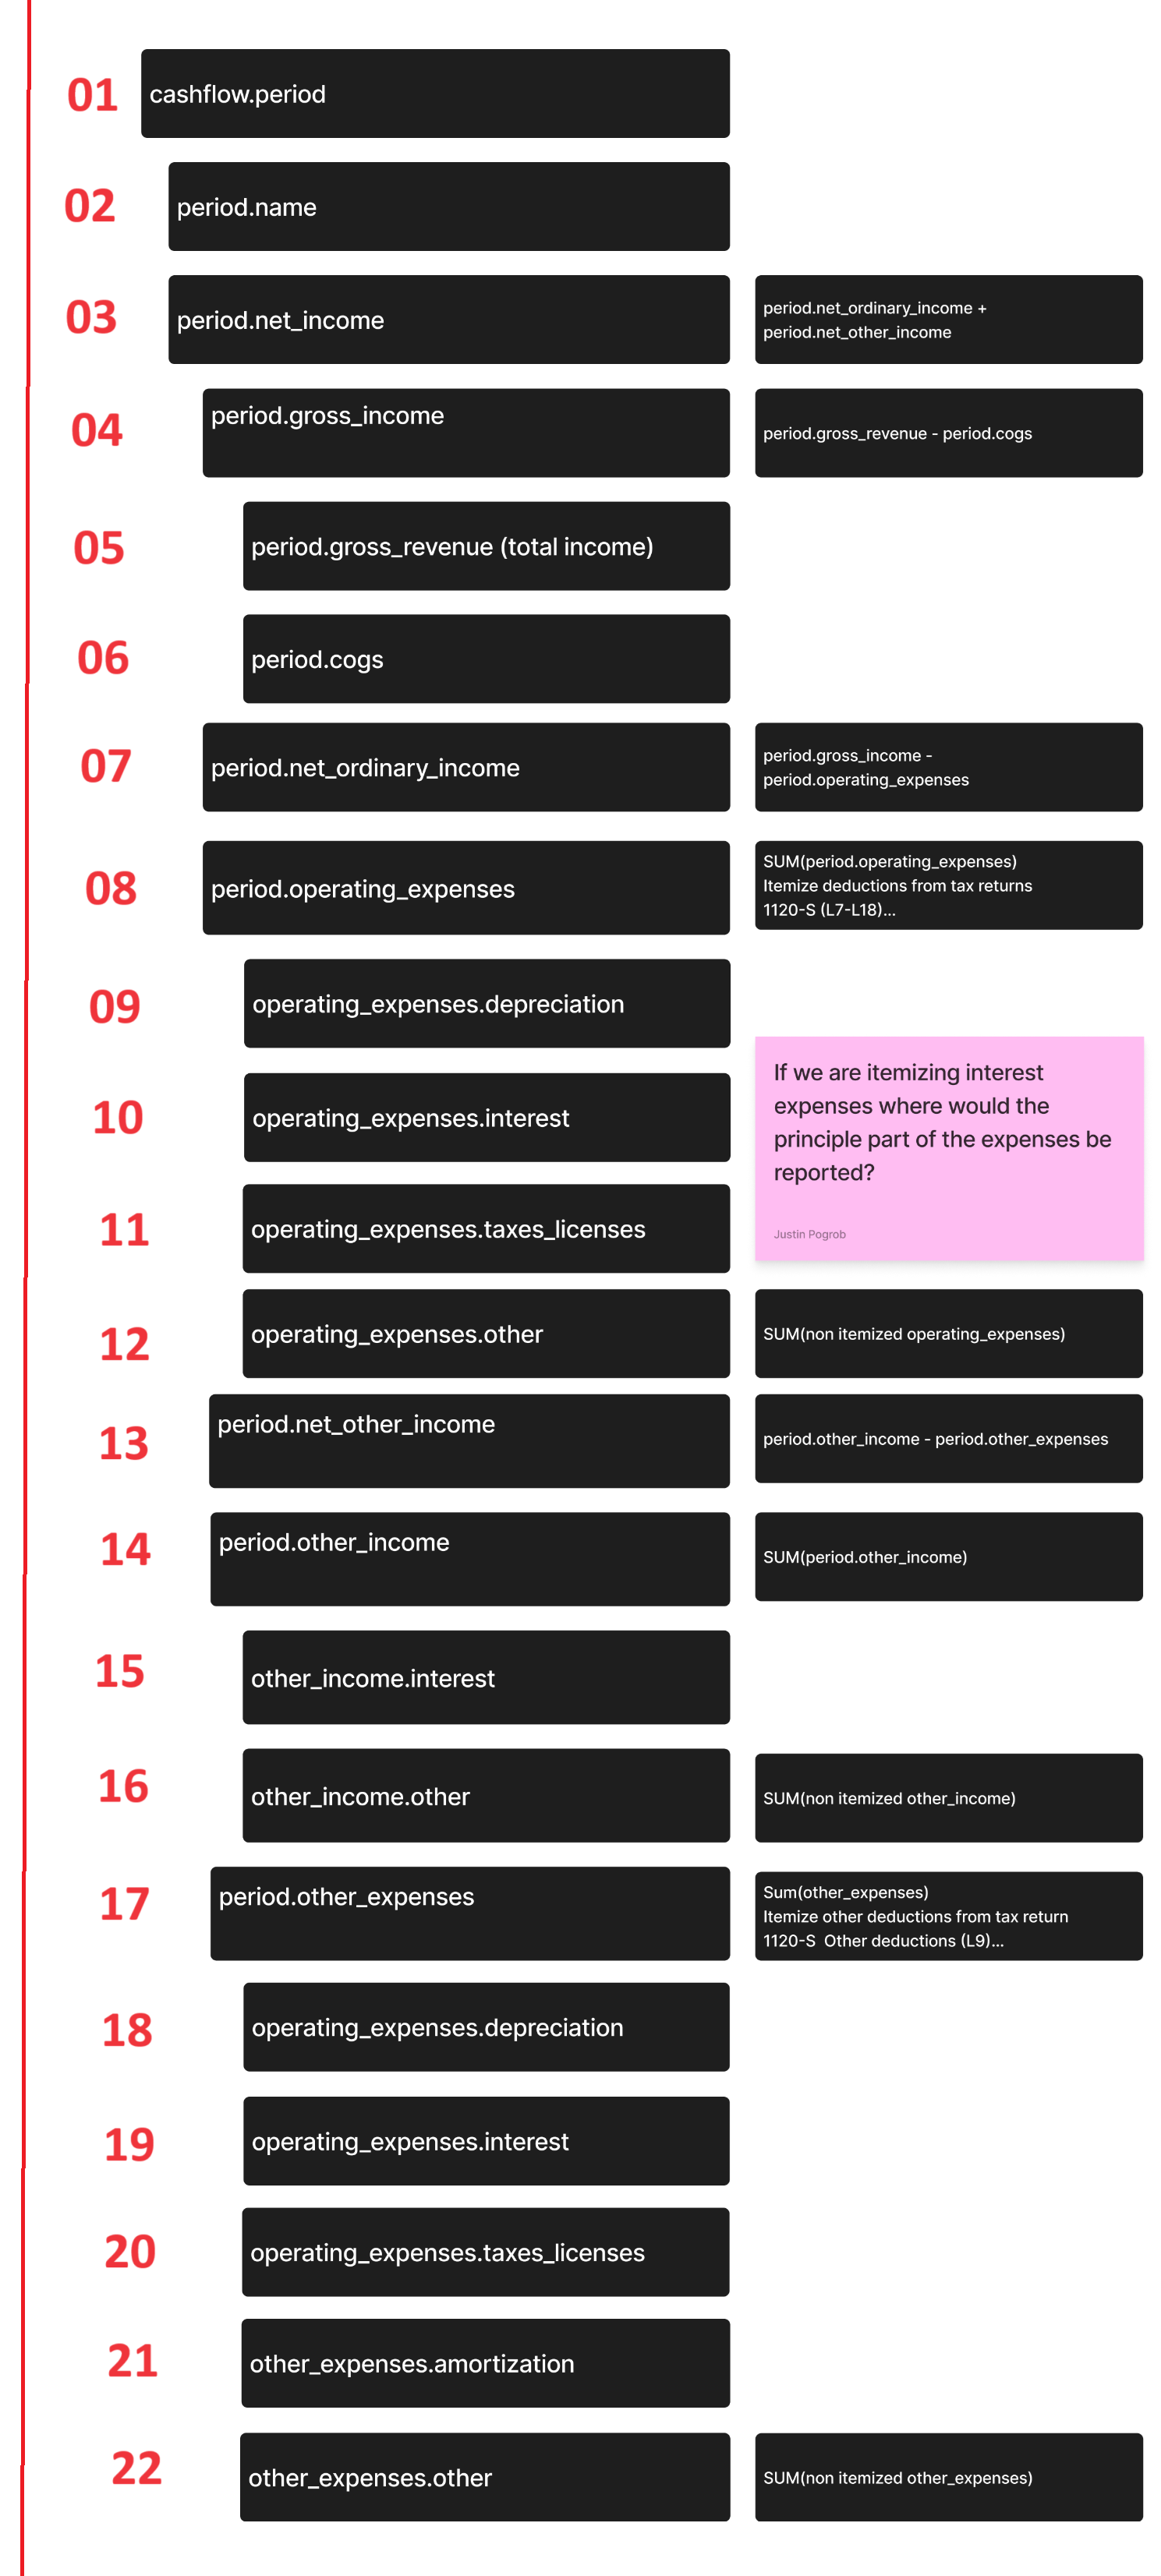 01
cashflow.period
02
period.name
03
period.net_income
period.net_ordinary_income +
period.net_other_income
04
period.gross_income
period.gross_revenue - period.cogs
05
period.gross_revenue (total income)
06
period.cogs
07
period.net_ordinary_income
period.gross_income -
period.operating_expenses
08
period.operating_expenses
SUM(period.operating_expenses)
Itemize deductions from tax returns
1120-S (L7-L18)...
09
operating_expenses.depreciation
10
operating_expenses.interest
If we are itemizing interest
expenses where would the
principle part of the expenses be
reported?
Justin Pogrob
11
operating_expenses.taxes_licenses
12
operating_expenses.other
SUM(non itemized operating_expenses)
13
period.net_other_income
period.other_income - period.other_expenses
14
period.other_income
SUM(period.other_income)
15
other_income.interest
16
other_income.other
SUM(non itemized other_income)
17
period.other_expenses
Sum(other_expenses)
Itemize other deductions from tax return
1120-S  Other deductions (L9)...
18
operating_expenses.depreciation
19
operating_expenses.interest
20
operating_expenses.taxes_licenses
21
other_expenses.amortization
22
other_expenses.other
SUM(non itemized other_expenses)